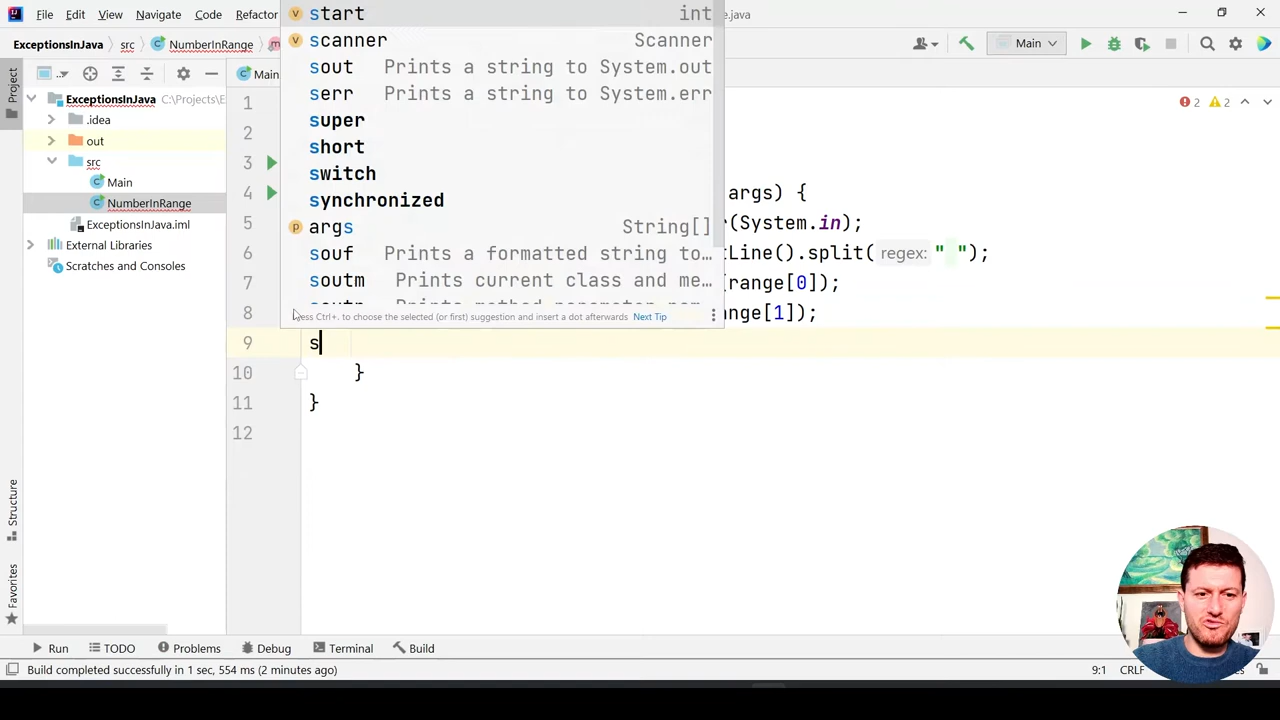 File Edit View Navigate Code Refactor
e.java
ExceptionsInJava src NumberInRange
Main
Project
Main
ExceptionsInJava C:\Projects\E
.idea
out
src
Main
NumberInRange
ExceptionsInJava.iml
External Libraries
Scratches and Consoles
Structure
Favorites
start int
scanner Scanner
sout Prints a string to System.out
serr Prints a string to System.err
super
short
switch
synchronized
args String[]
souf Prints a formatted string to…
soutm Prints current class and me…
Press Ctrl+. to choose the selected (or first) suggestion and insert a dot afterwards Next Tip
2 2
1
2
3
4 args) {
5 r(System.in);
6 tLine().split(regex: " ");
7 (range[0]);
8 nge[1]);
9 s
10 }
11 }
12
Run TODO Problems Debug Terminal Build
Build completed successfully in 1 sec, 554 ms (2 minutes ago)
9:1 CRLF